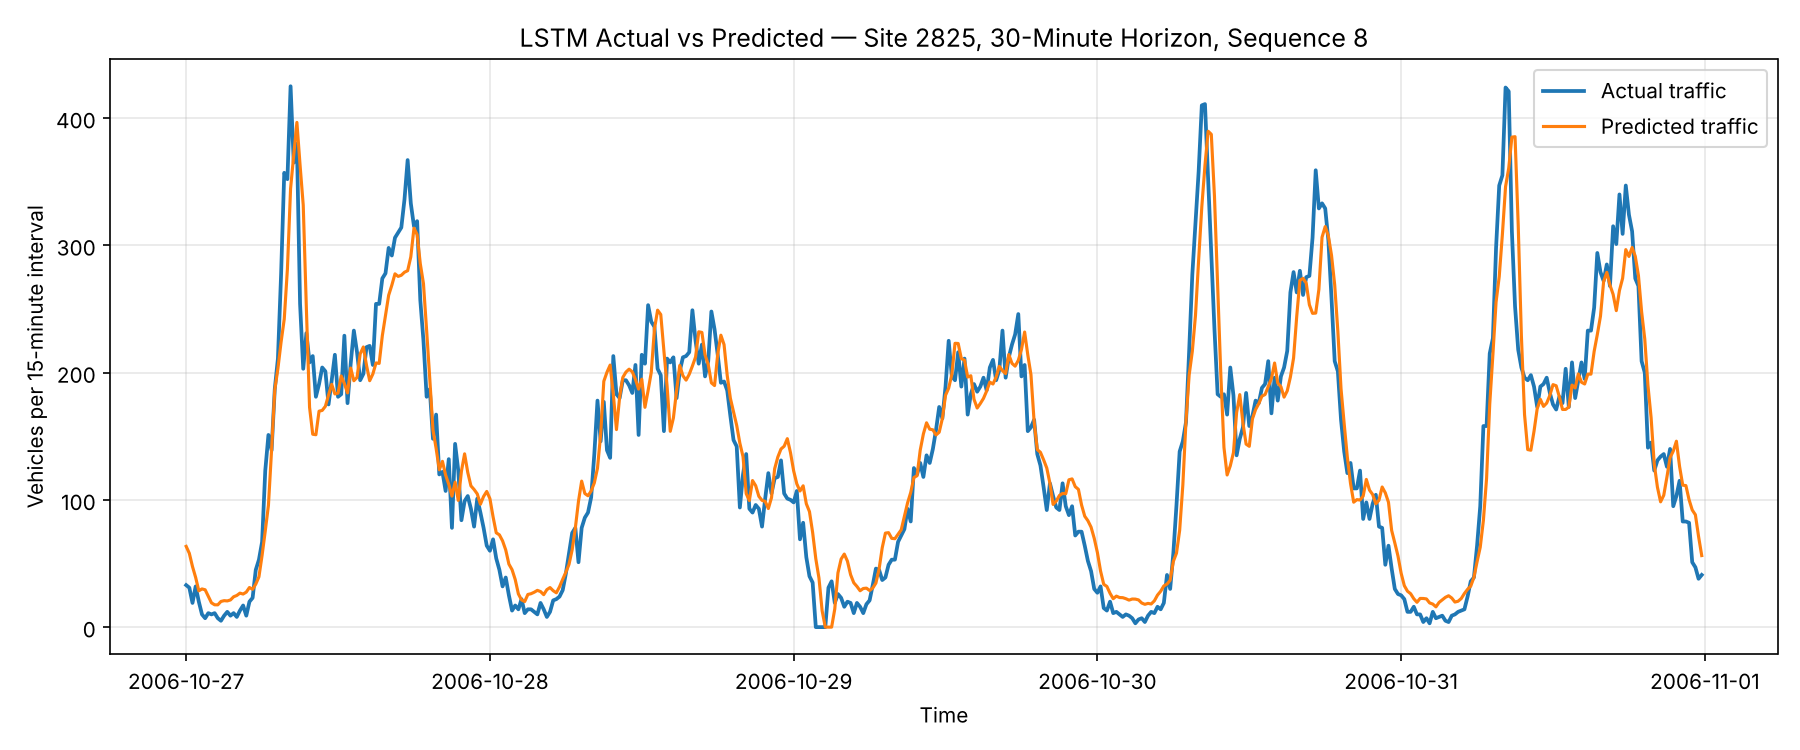 LSTM Actual vs Predicted — Site 2825, 30-Minute Horizon, Sequence 8
Actual traffic
Predicted traffic
Vehicles per 15-minute interval
400
300
200
100
0
2006-10-27
2006-10-28
2006-10-29
2006-10-30
2006-10-31
2006-11-01
Time